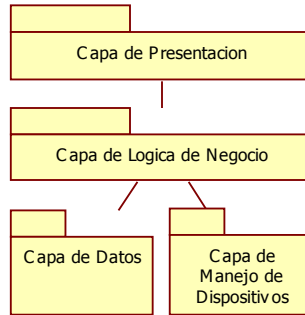 Capa de Presentacion
Capa de Logica de Negocio
Capa de Datos
Capa de
Manejo de
Dispositivos